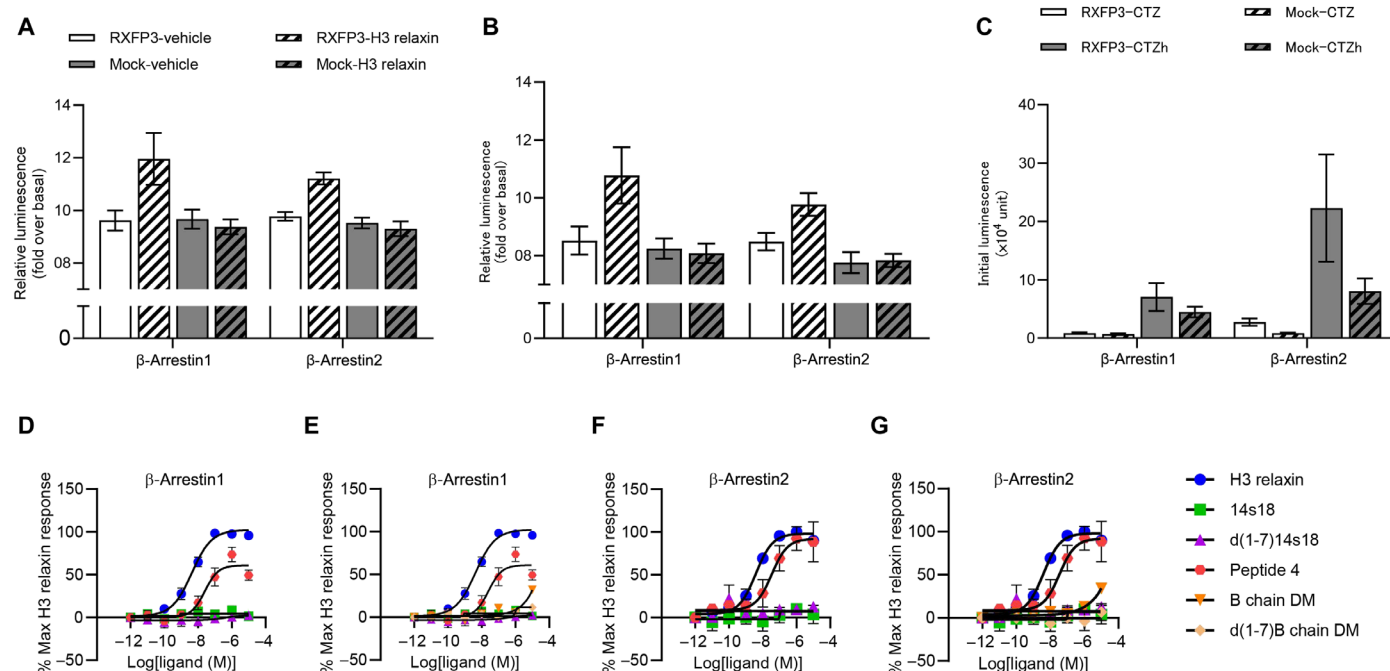 A
RXFP3-vehicle
RXFP3-H3 relaxin
Mock-vehicle
Mock-H3 relaxin
Relative luminescence
(fold over basal)
14
12
10
08
0
β-Arrestin1
β-Arrestin2
B
Relative luminescence
(fold over basal)
14
12
10
08
0
β-Arrestin1
β-Arrestin2
C
RXFP3-CTZ
Mock-CTZ
RXFP3-CTZh
Mock-CTZh
Initial luminescence
(×10⁴ unit)
40
30
20
10
0
β-Arrestin1
β-Arrestin2
D
β-Arrestin1
% Max H3 relaxin response
150
100
50
0
−50
−12 −10 −8 −6 −4
Log[ligand (M)]
E
β-Arrestin1
% Max H3 relaxin response
150
100
50
0
−50
−12 −10 −8 −6 −4
Log[ligand (M)]
F
β-Arrestin2
% Max H3 relaxin response
150
100
50
0
−50
−12 −10 −8 −6 −4
Log[ligand (M)]
G
β-Arrestin2
% Max H3 relaxin response
150
100
50
0
−50
−12 −10 −8 −6 −4
Log[ligand (M)]
H3 relaxin
14s18
d(1-7)14s18
Peptide 4
B chain DM
d(1-7)B chain DM